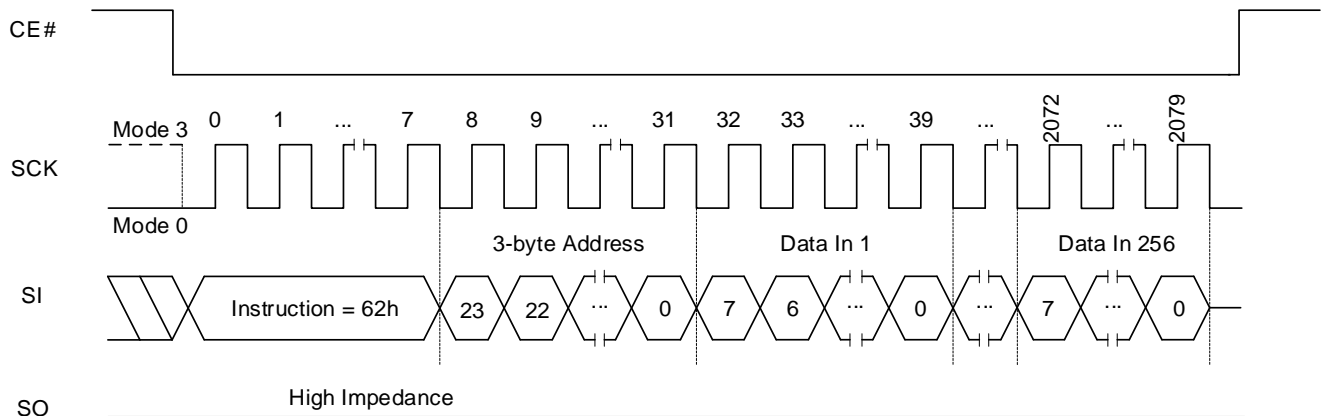 CE#
0 1 ... 7 8 9 ... 31 32 33 ... 39 ... 2072 ... 2079
Mode 3
SCK
Mode 0
3-byte Address Data In 1 Data In 256
SI Instruction = 62h 23 22 ... 0 7 6 ... 0 ... 7 ... 0
High Impedance
SO